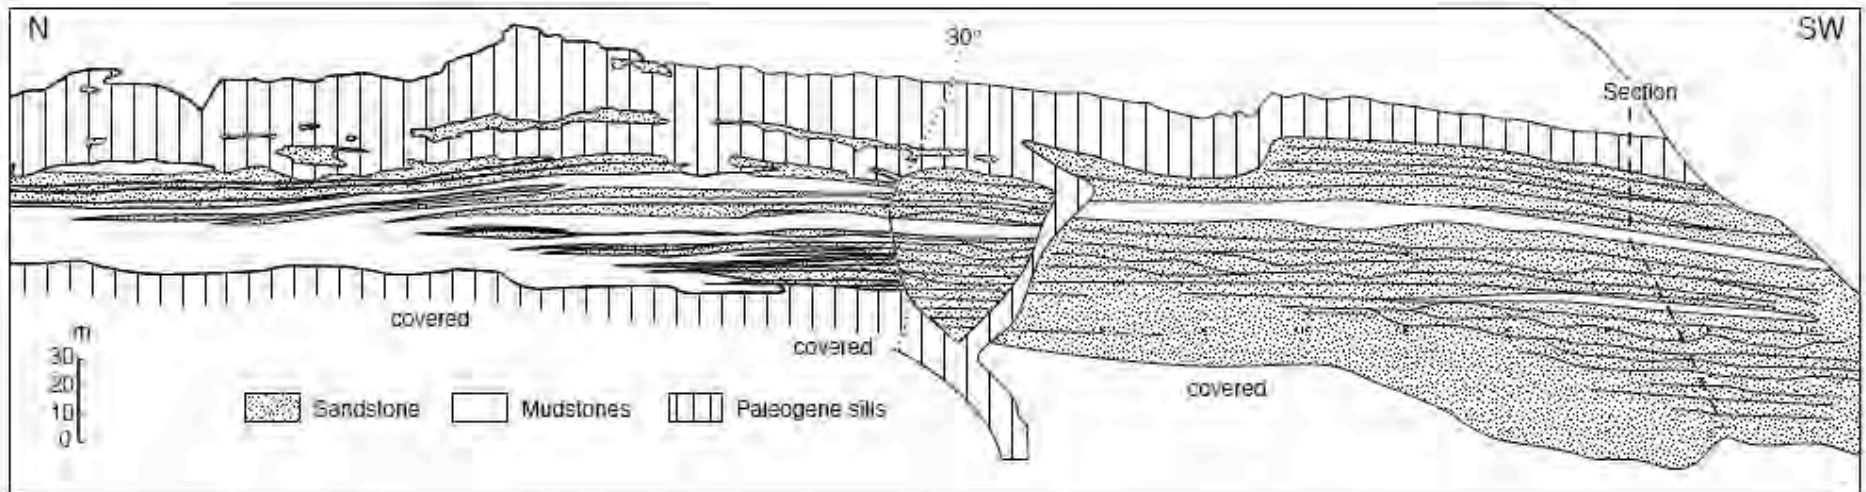 N
30°
SW
Section
m
30
20
10
0
covered
covered
covered
Sandstone
Mudstones
Paleogene sills